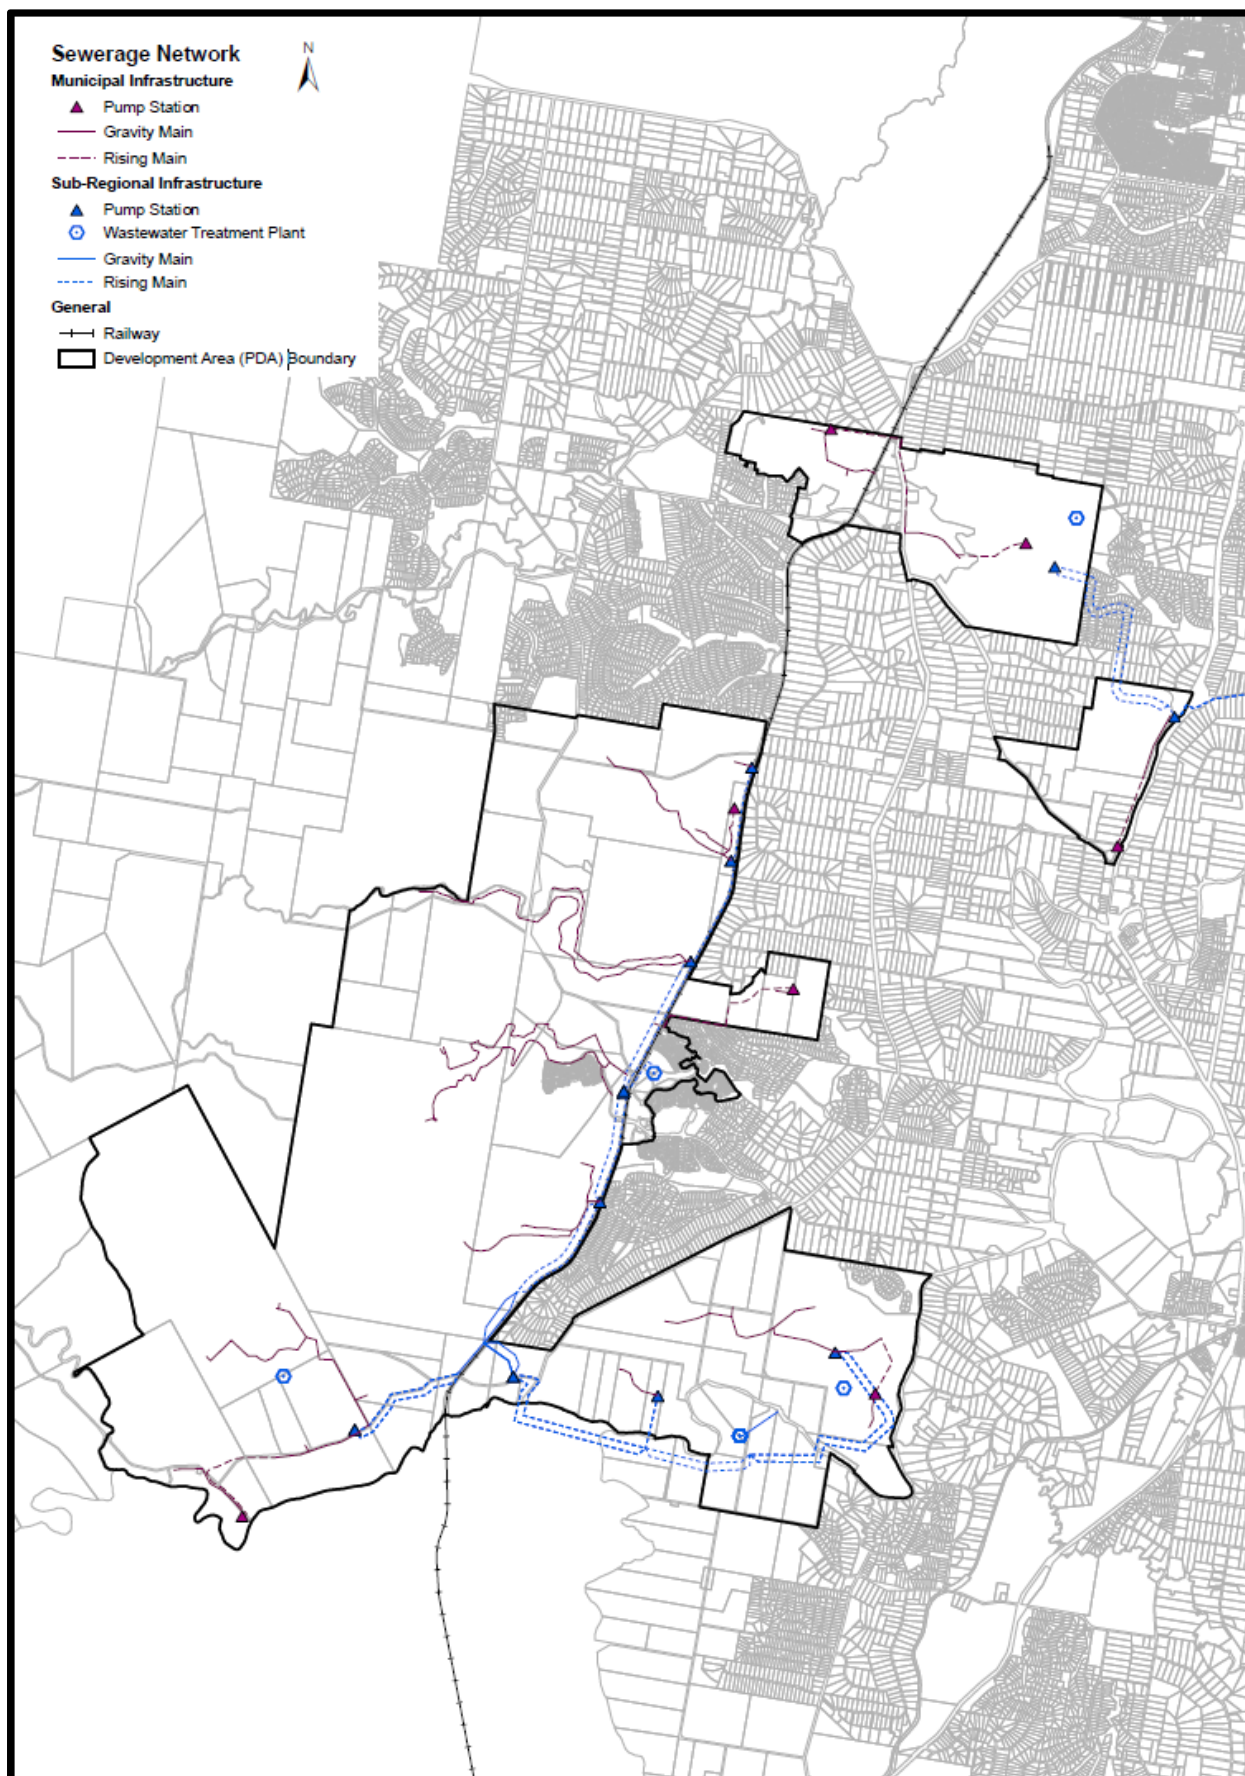 Sewerage Network
N
Municipal Infrastructure
Pump Station
Gravity Main
Rising Main
Sub-Regional Infrastructure
Pump Station
Wastewater Treatment Plant
Gravity Main
Rising Main
General
Railway
Development Area (PDA) Boundary